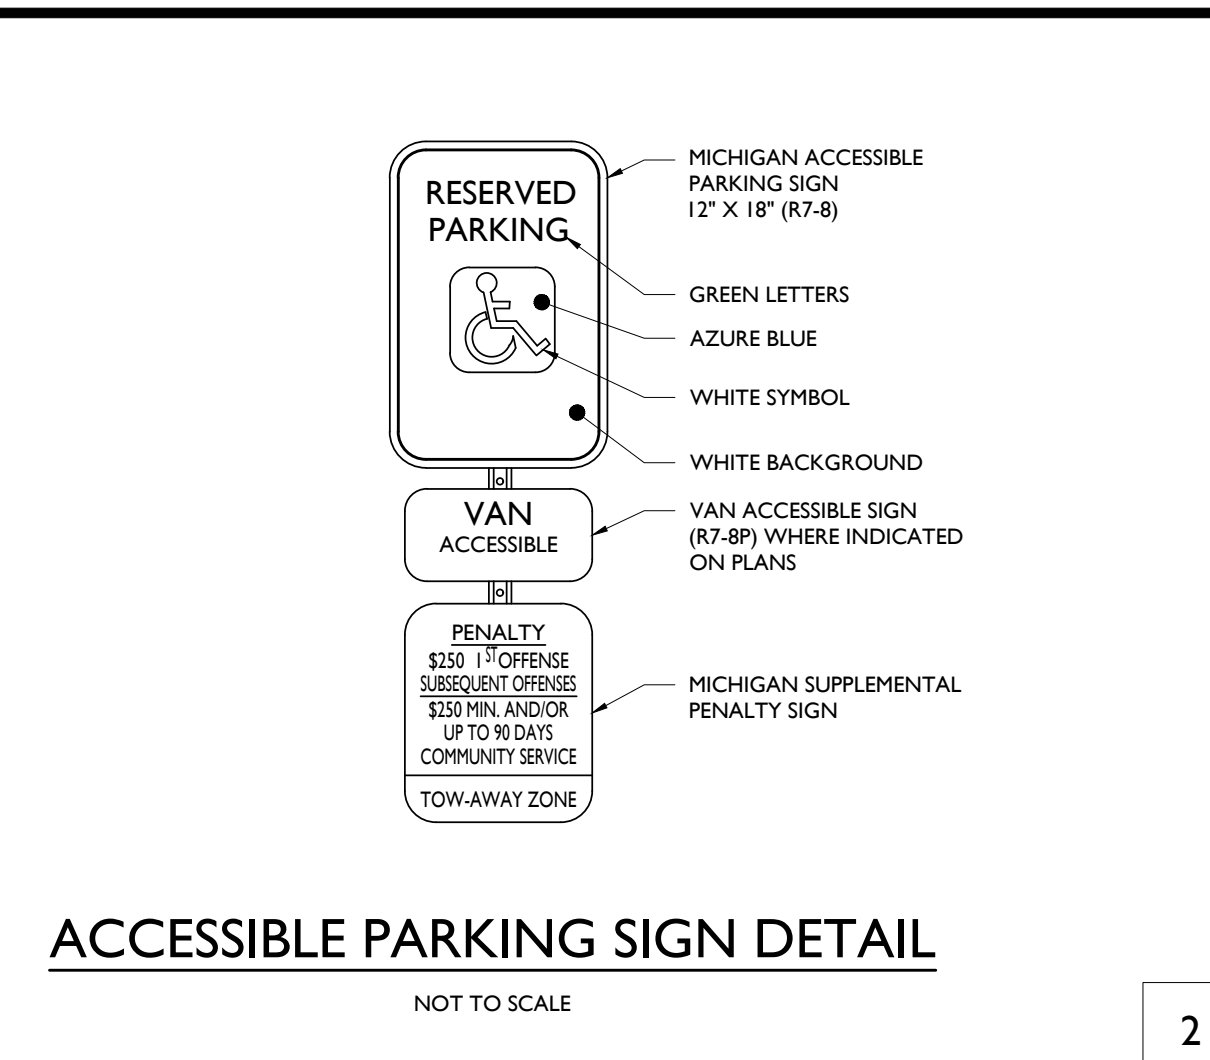 RESERVED
PARKING
MICHIGAN ACCESSIBLE
PARKING SIGN
12" X 18" (R7-8)
GREEN LETTERS
AZURE BLUE
WHITE SYMBOL
WHITE BACKGROUND
VAN
ACCESSIBLE
VAN ACCESSIBLE SIGN
(R7-8P) WHERE INDICATED
ON PLANS
PENALTY
$250 1ST OFFENSE
SUBSEQUENT OFFENSES
$250 MIN. AND/OR
UP TO 90 DAYS
COMMUNITY SERVICE
TOW-AWAY ZONE
MICHIGAN SUPPLEMENTAL
PENALTY SIGN
ACCESSIBLE PARKING SIGN DETAIL
NOT TO SCALE
2